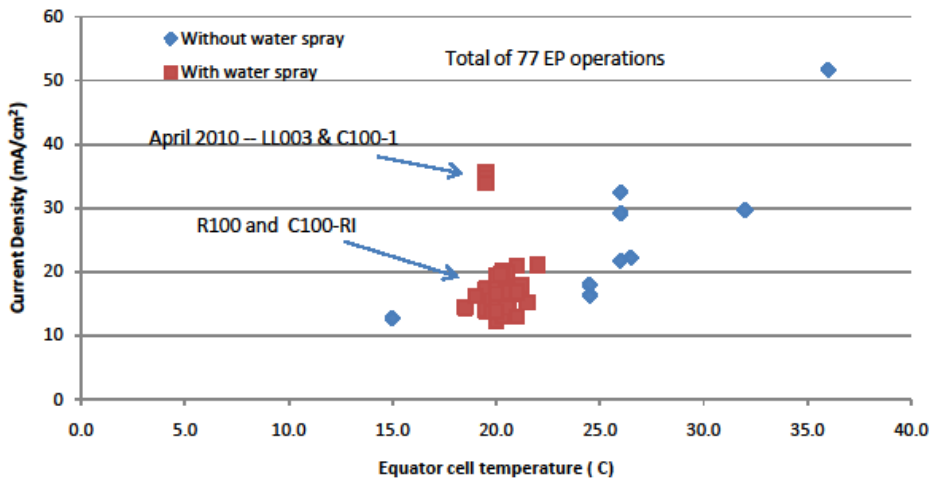 60
Without water spray
Total of 77 EP operations
With water spray
50
April 2010 -- LL003 & C100-1
40
30
R100 and C100-RI
20
10
0
Current Density (mA/cm²)
0.0 5.0 10.0 15.0 20.0 25.0 30.0 35.0 40.0
Equator cell temperature ( C)